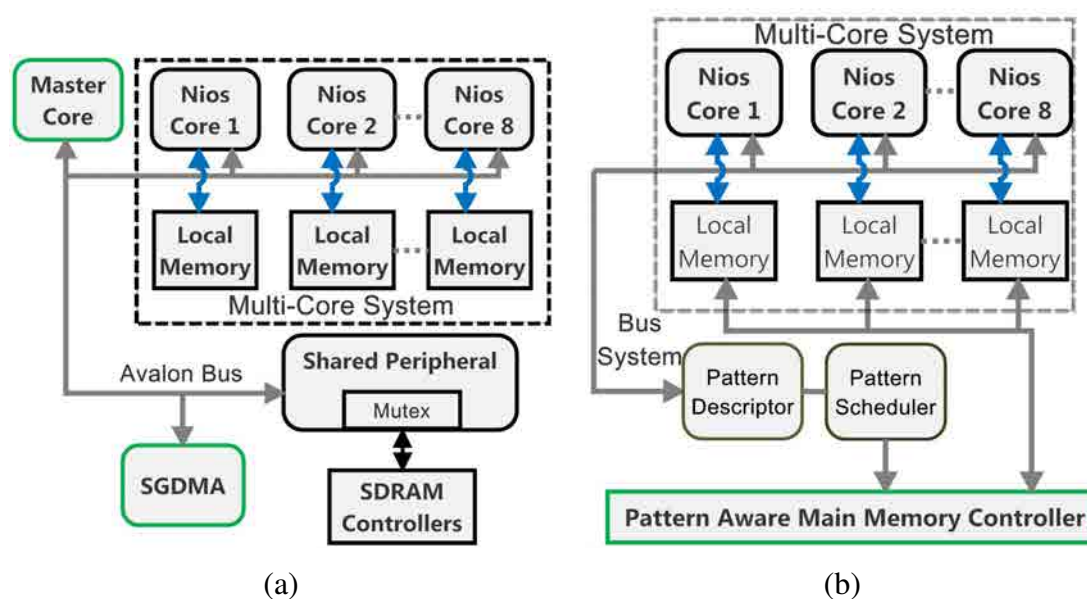 Master
Core
Nios
Core 1
Nios
Core 2
Nios
Core 8
Local
Memory
Local
Memory
Local
Memory
Multi-Core System
Avalon Bus
Shared Peripheral
Mutex
SGDMA
SDRAM
Controllers
(a)
Multi-Core System
Nios
Core 1
Nios
Core 2
Nios
Core 8
Local
Memory
Local
Memory
Local
Memory
Bus
System
Pattern
Descriptor
Pattern
Scheduler
Pattern Aware Main Memory Controller
(b)